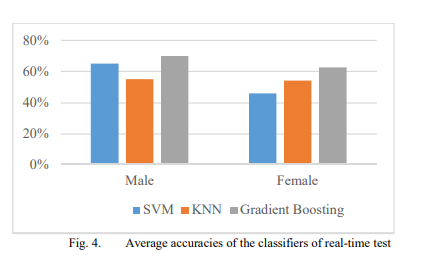 80%
60%
40%
20%
0%
Male Female
SVM KNN Gradient Boosting
Fig. 4. Average accuracies of the classifiers of real-time test